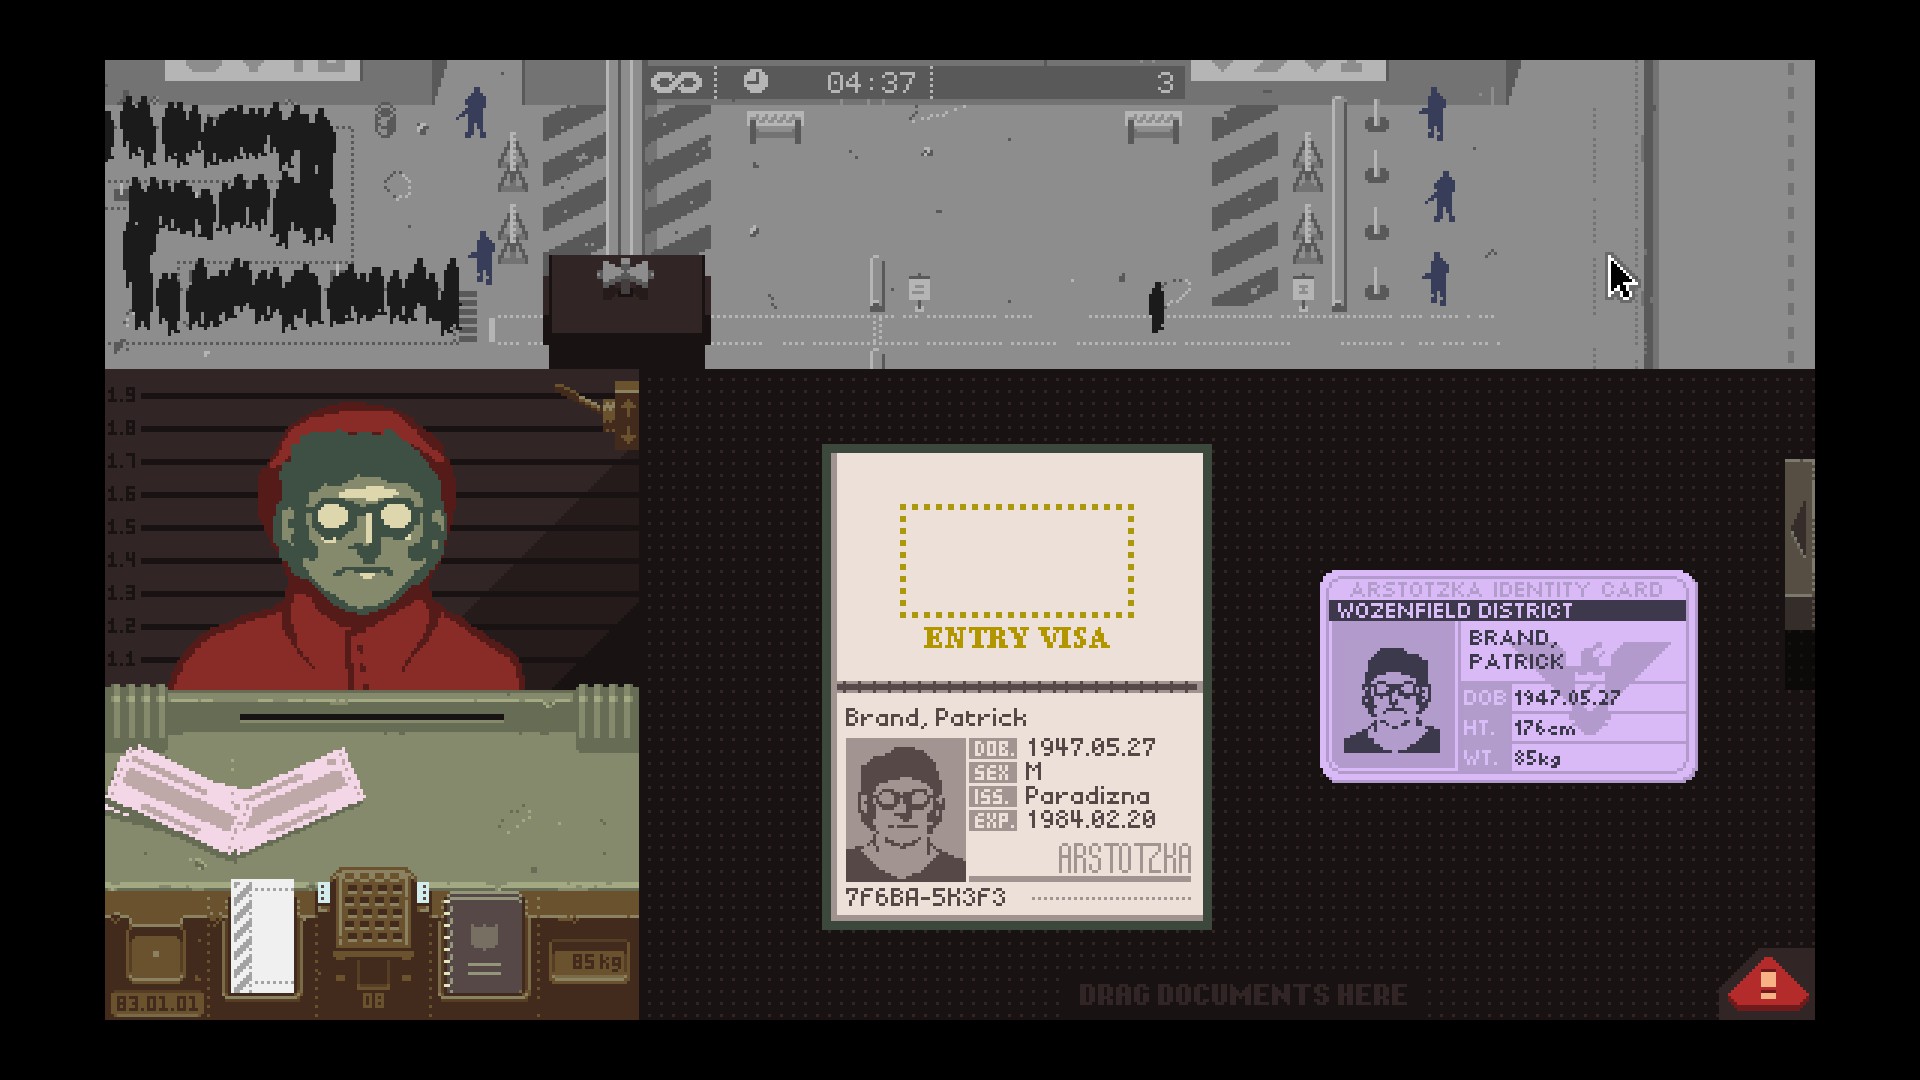 04:37
3
1.9
1.8
1.7
1.6
1.5
1.4
1.3
1.2
1.1
ENTRY VISA
Brand, Patrick
DOB. 1947.05.27
SEX M
ISS. Paradizna
EXP. 1984.02.20
ARSTOTZKA
7F6BA-5K3F3
ARSTOTZKA IDENTITY CARD
WOZENFIELD DISTRICT
BRAND,
PATRICK
DOB 1947.05.27
HT. 176cm
WT. 85kg
85kg
83.01.01
08
DRAG DOCUMENTS HERE